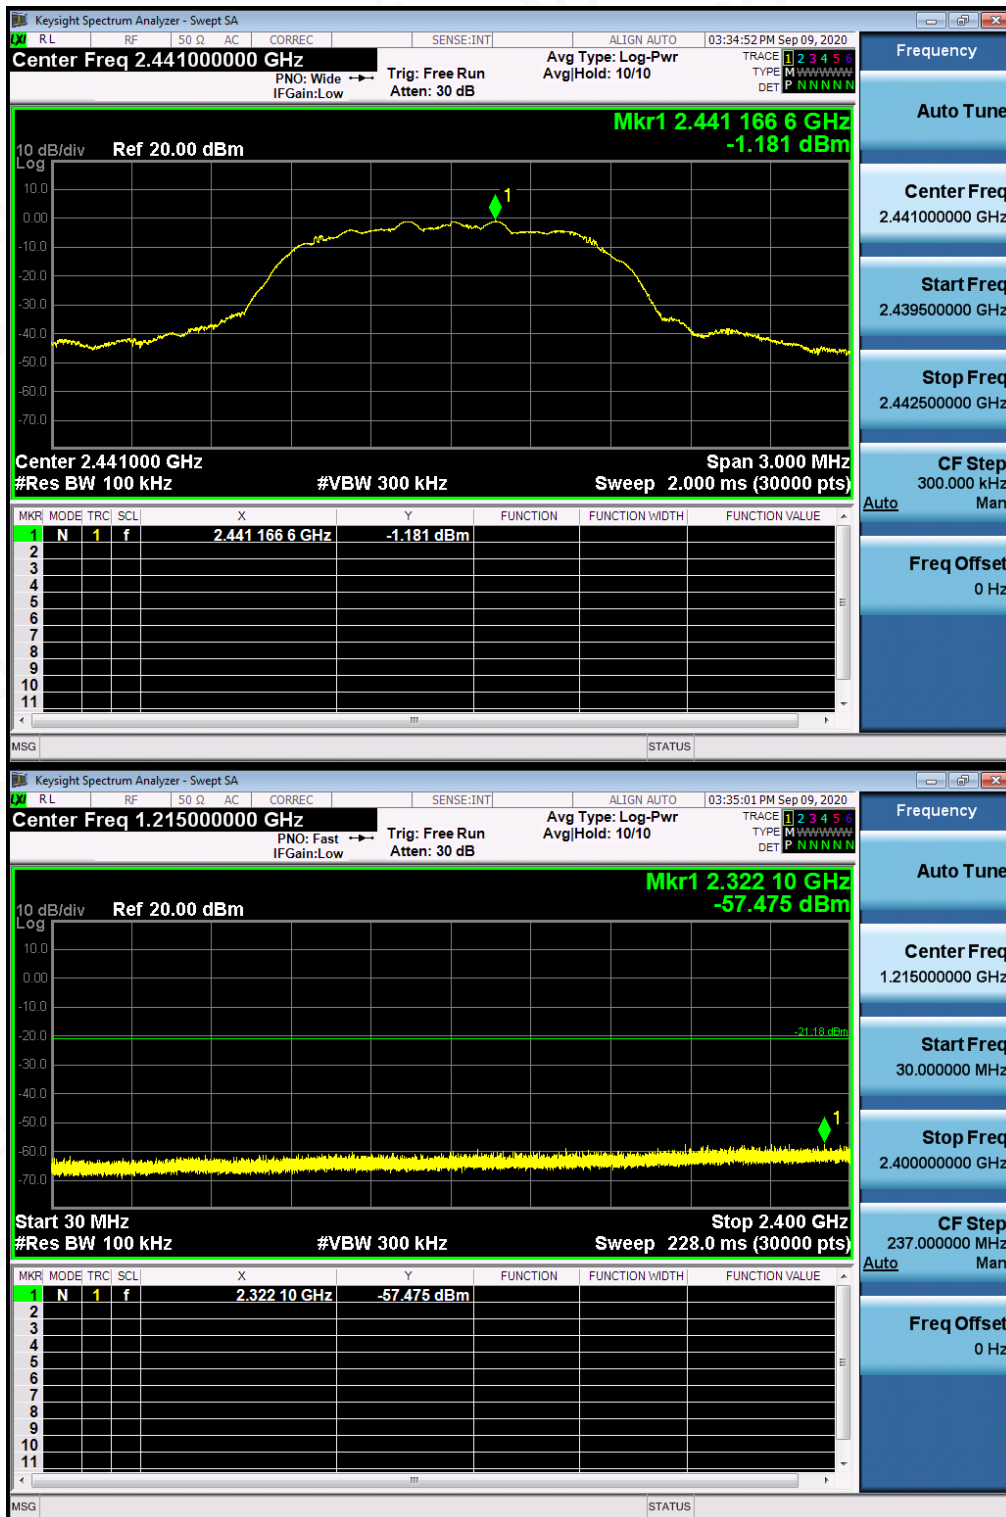 Keysight Spectrum Analyzer - Swept SA
LXI RL RF 50 Ω AC CORREC SENSE:INT ALIGN AUTO 03:34:52 PM Sep 09, 2020
Center Freq 2.441000000 GHz
PNO: Wide
IFGain:Low
Trig: Free Run
Atten: 30 dB
Avg Type: Log-Pwr
Avg|Hold: 10/10
TRACE 1 2 3 4 5 6
TYPE M WWWWW
DET P N N N N N
Mkr1 2.441 166 6 GHz
-1.181 dBm
10 dB/div Ref 20.00 dBm
Log
10.0
0.00
-10.0
-20.0
-30.0
-40.0
-50.0
-60.0
-70.0
1
Center 2.441000 GHz Span 3.000 MHz
#Res BW 100 kHz #VBW 300 kHz Sweep 2.000 ms (30000 pts)
MKR MODE TRC SCL X Y FUNCTION FUNCTION WIDTH FUNCTION VALUE
1 N 1 f 2.441 166 6 GHz -1.181 dBm
2
3
4
5
6
7
8
9
10
11
MSG STATUS
Frequency
Auto Tune
Center Freq
2.441000000 GHz
Start Freq
2.439500000 GHz
Stop Freq
2.442500000 GHz
CF Step
300.000 kHz
Auto Man
Freq Offset
0 Hz
Keysight Spectrum Analyzer - Swept SA
LXI RL RF 50 Ω AC CORREC SENSE:INT ALIGN AUTO 03:35:01 PM Sep 09, 2020
Center Freq 1.215000000 GHz
PNO: Fast
IFGain:Low
Trig: Free Run
Atten: 30 dB
Avg Type: Log-Pwr
Avg|Hold: 10/10
TRACE 1 2 3 4 5 6
TYPE M WWWWW
DET P N N N N N
Mkr1 2.322 10 GHz
-57.475 dBm
10 dB/div Ref 20.00 dBm
Log
10.0
0.00
-10.0
-20.0
-30.0
-40.0
-50.0
-60.0
-70.0
-21.18 dBm
1
Start 30 MHz Stop 2.400 GHz
#Res BW 100 kHz #VBW 300 kHz Sweep 228.0 ms (30000 pts)
MKR MODE TRC SCL X Y FUNCTION FUNCTION WIDTH FUNCTION VALUE
1 N 1 f 2.322 10 GHz -57.475 dBm
2
3
4
5
6
7
8
9
10
11
MSG STATUS
Frequency
Auto Tune
Center Freq
1.215000000 GHz
Start Freq
30.000000 MHz
Stop Freq
2.400000000 GHz
CF Step
237.000000 MHz
Auto Man
Freq Offset
0 Hz